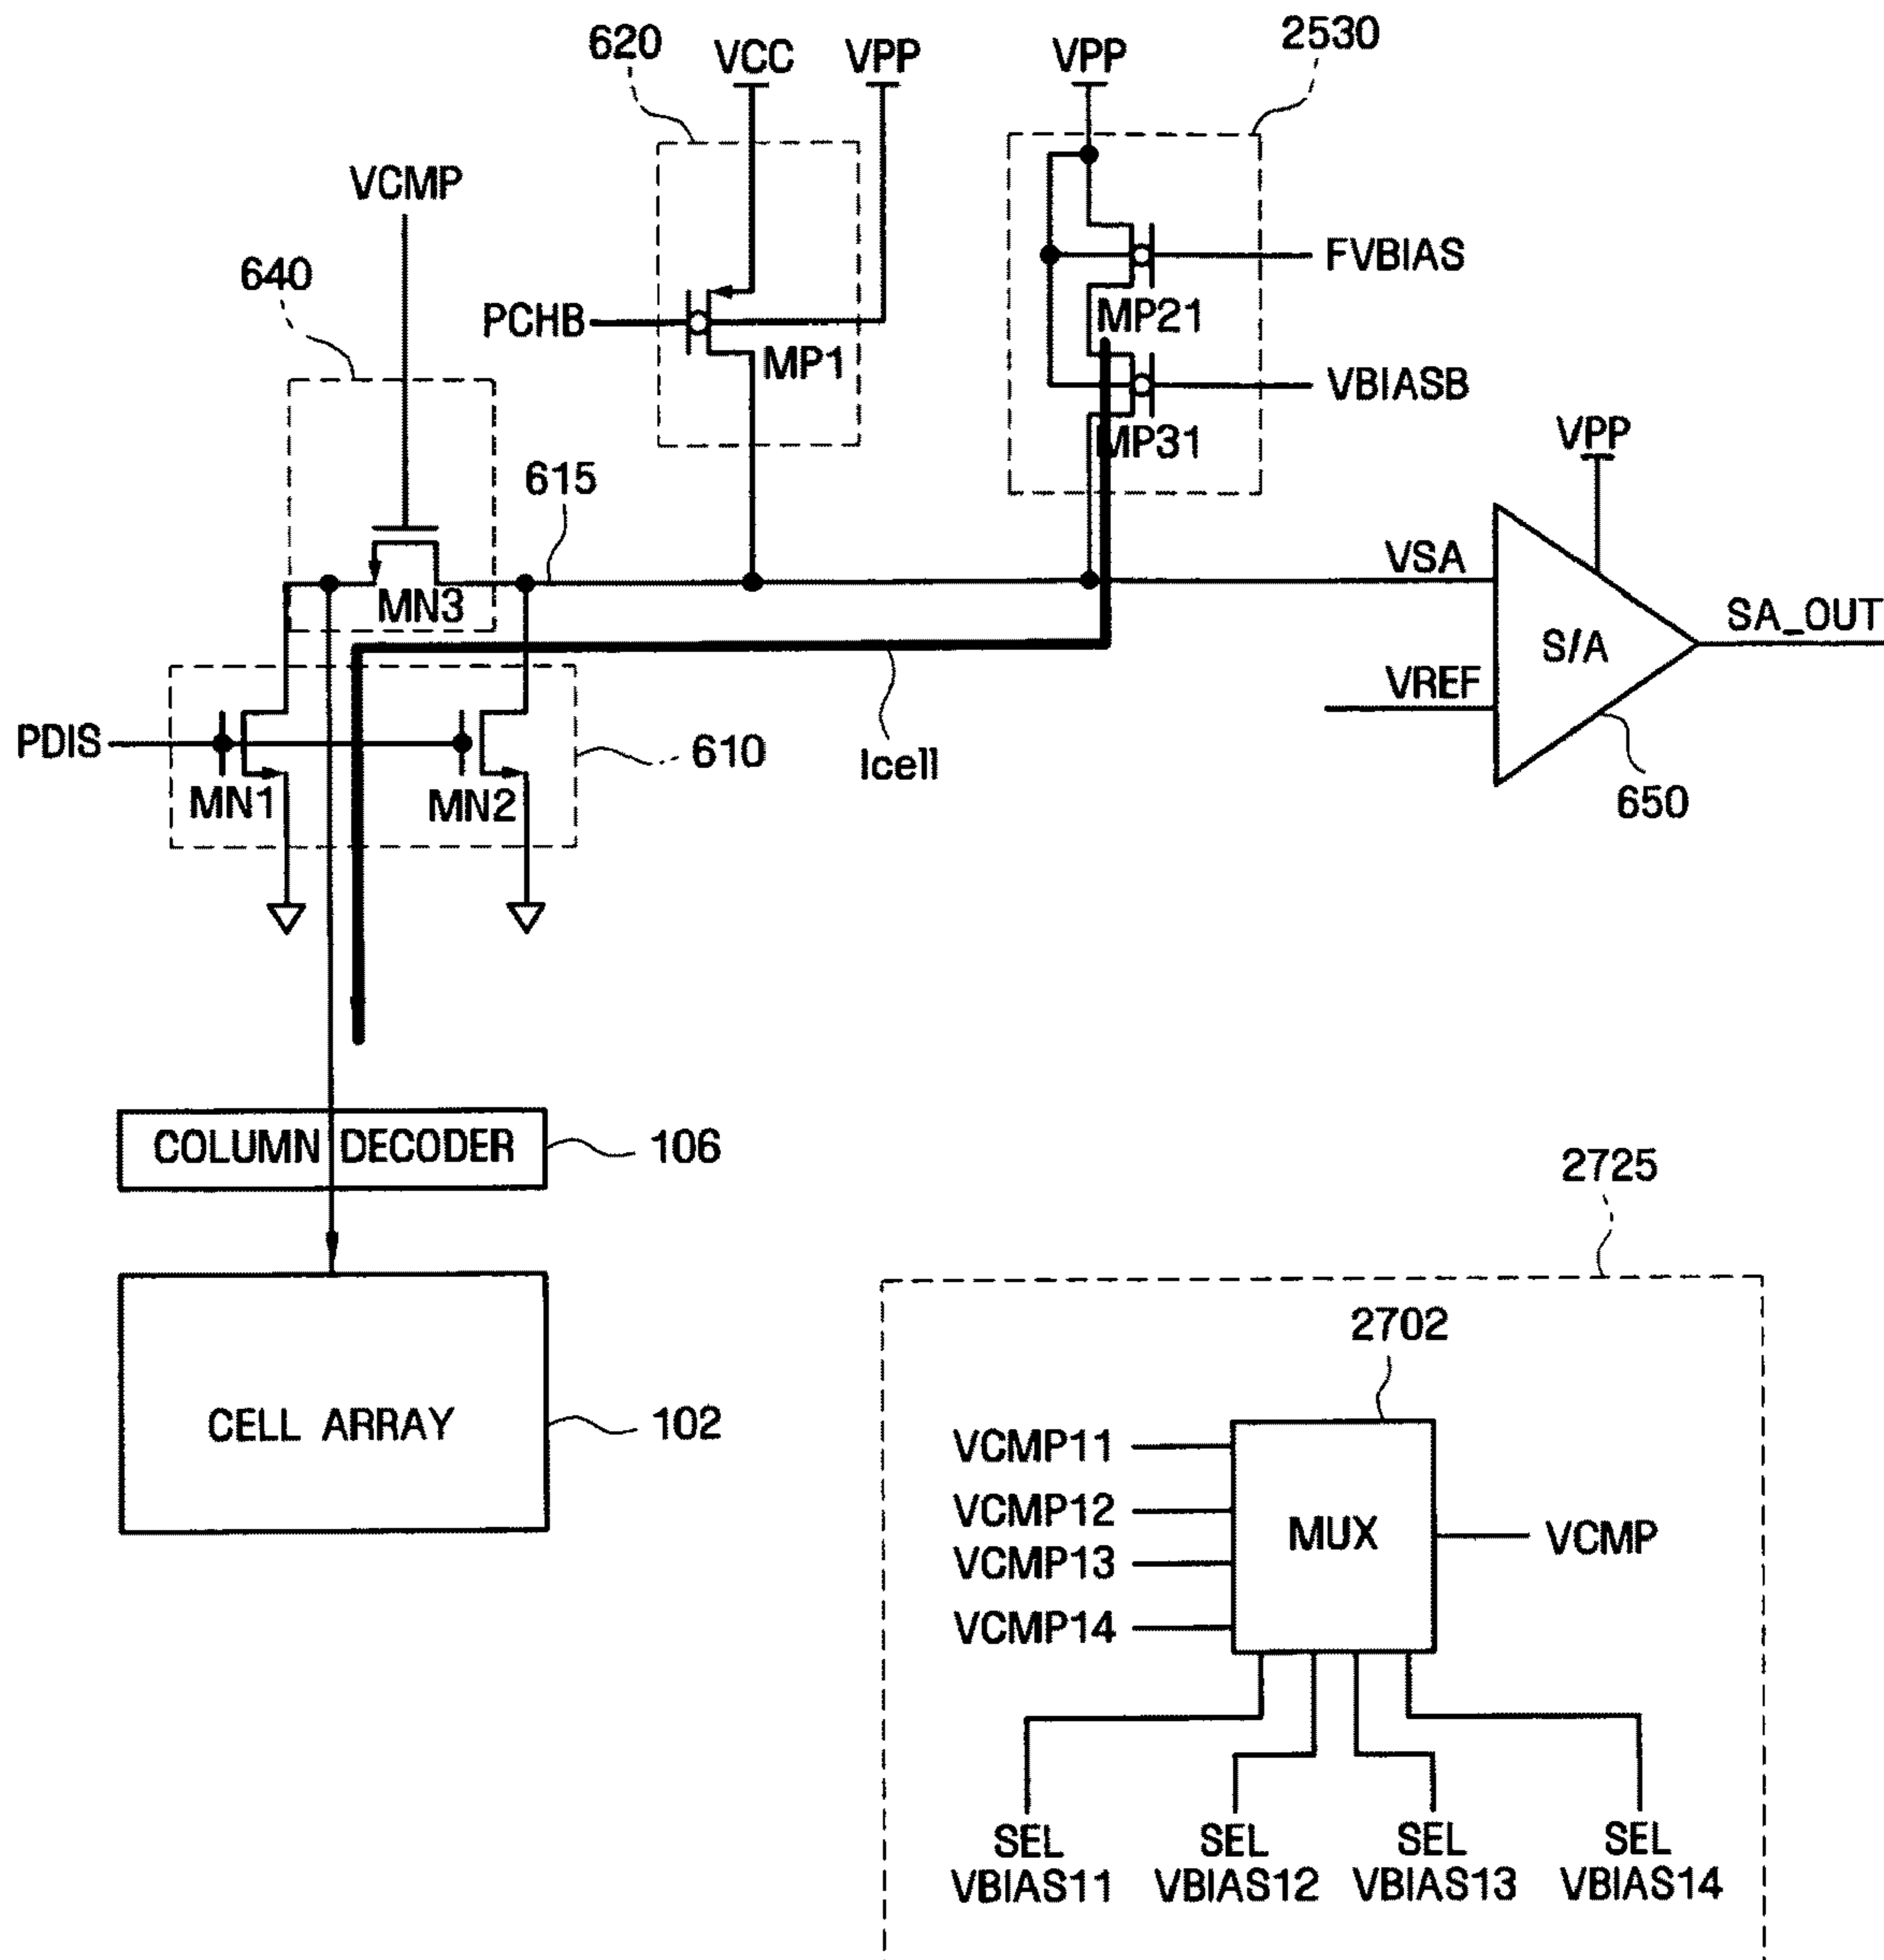 620
VCC
VPP
VPP
2530
VCMP
640
PCHB
MP1
FVBIAS
MP21
VBIASB
MP31
VPP
615
MN3
VSA
S/A
SA_OUT
VREF
650
PDIS
MN1
MN2
610
Icell
COLUMN DECODER
106
2725
CELL ARRAY
102
2702
VCMP11
VCMP12
VCMP13
VCMP14
MUX
VCMP
SEL
VBIAS11
SEL
VBIAS12
SEL
VBIAS13
SEL
VBIAS14